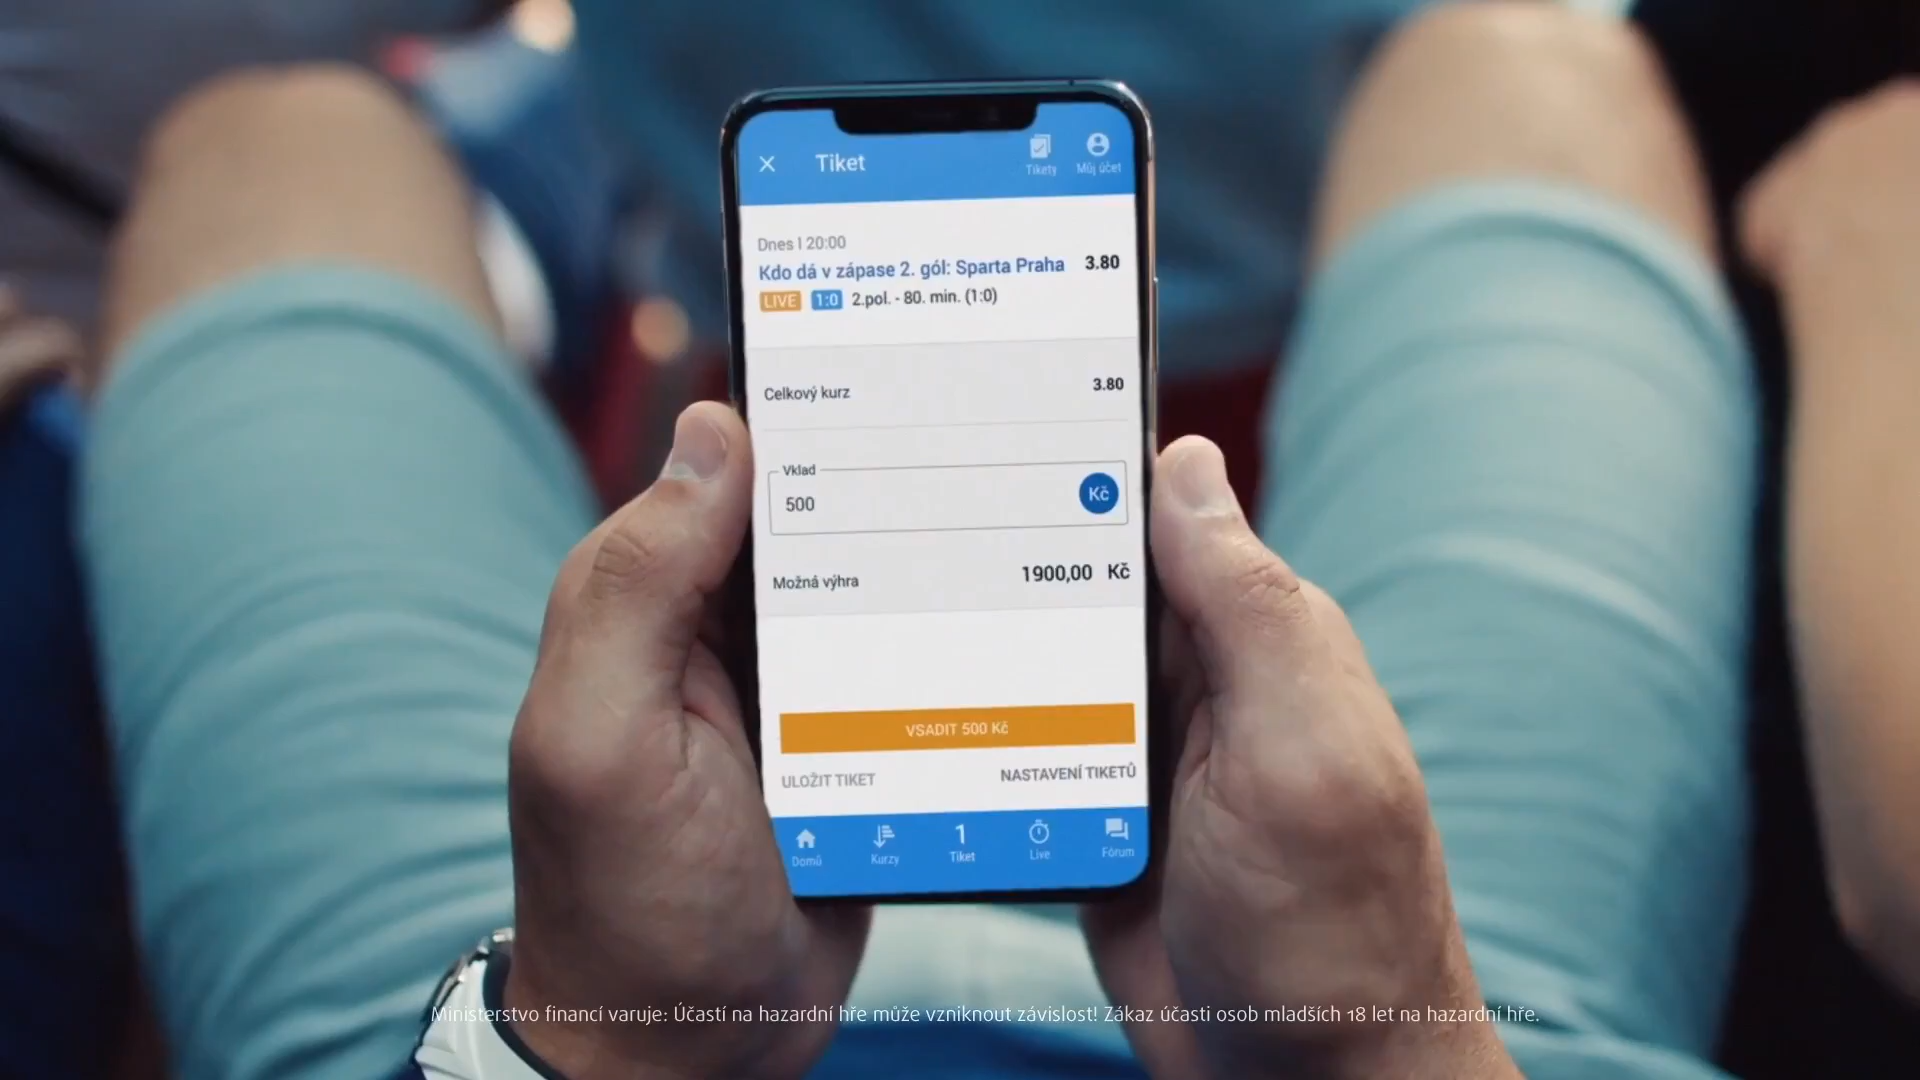 Tiket
Tikety
Můj účet
Dnes | 20:00
Kdo dá v zápase 2. gól: Sparta Praha 3.80
LIVE 1:0 2.pol. - 80. min. (1:0)
Celkový kurz 3.80
Vklad
500 Kč
Možná výhra 1900,00 Kč
VSADIT 500 Kč
ULOŽIT TIKET NASTAVENÍ TIKETŮ
1
Domů Kurzy Tiket Live Fórum
Ministerstvo financí varuje: Účastí na hazardní hře může vzniknout závislost! Zákaz účasti osob mladších 18 let na hazardní hře.